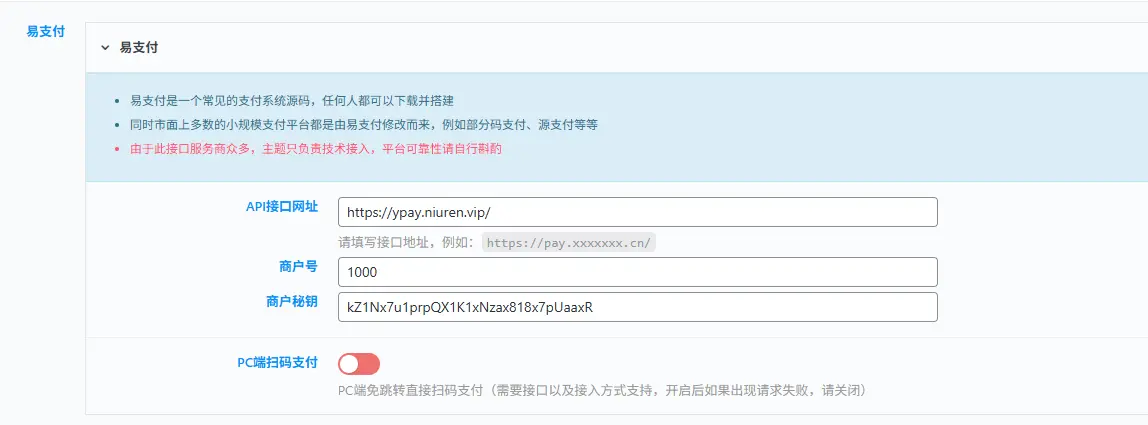 易支付
易支付
易支付是一个常见的支付系统源码，任何人都可以下载并搭建
同时市面上多数的小规模支付平台都是由易支付修改而来，例如部分码支付、源支付等等
由于此接口服务商众多，主题只负责技术接入，平台可靠性请自行斟酌
API接口网址
https://ypay.niuren.vip/
请填写接口地址，例如： https://pay.xxxxxxx.cn/
商户号
1000
商户秘钥
kZ1Nx7u1prpQX1K1xNzax818x7pUaaxR
PC端扫码支付
PC端免跳转直接扫码支付（需要接口以及接入方式支持，开启后如果出现请求失败，请关闭）